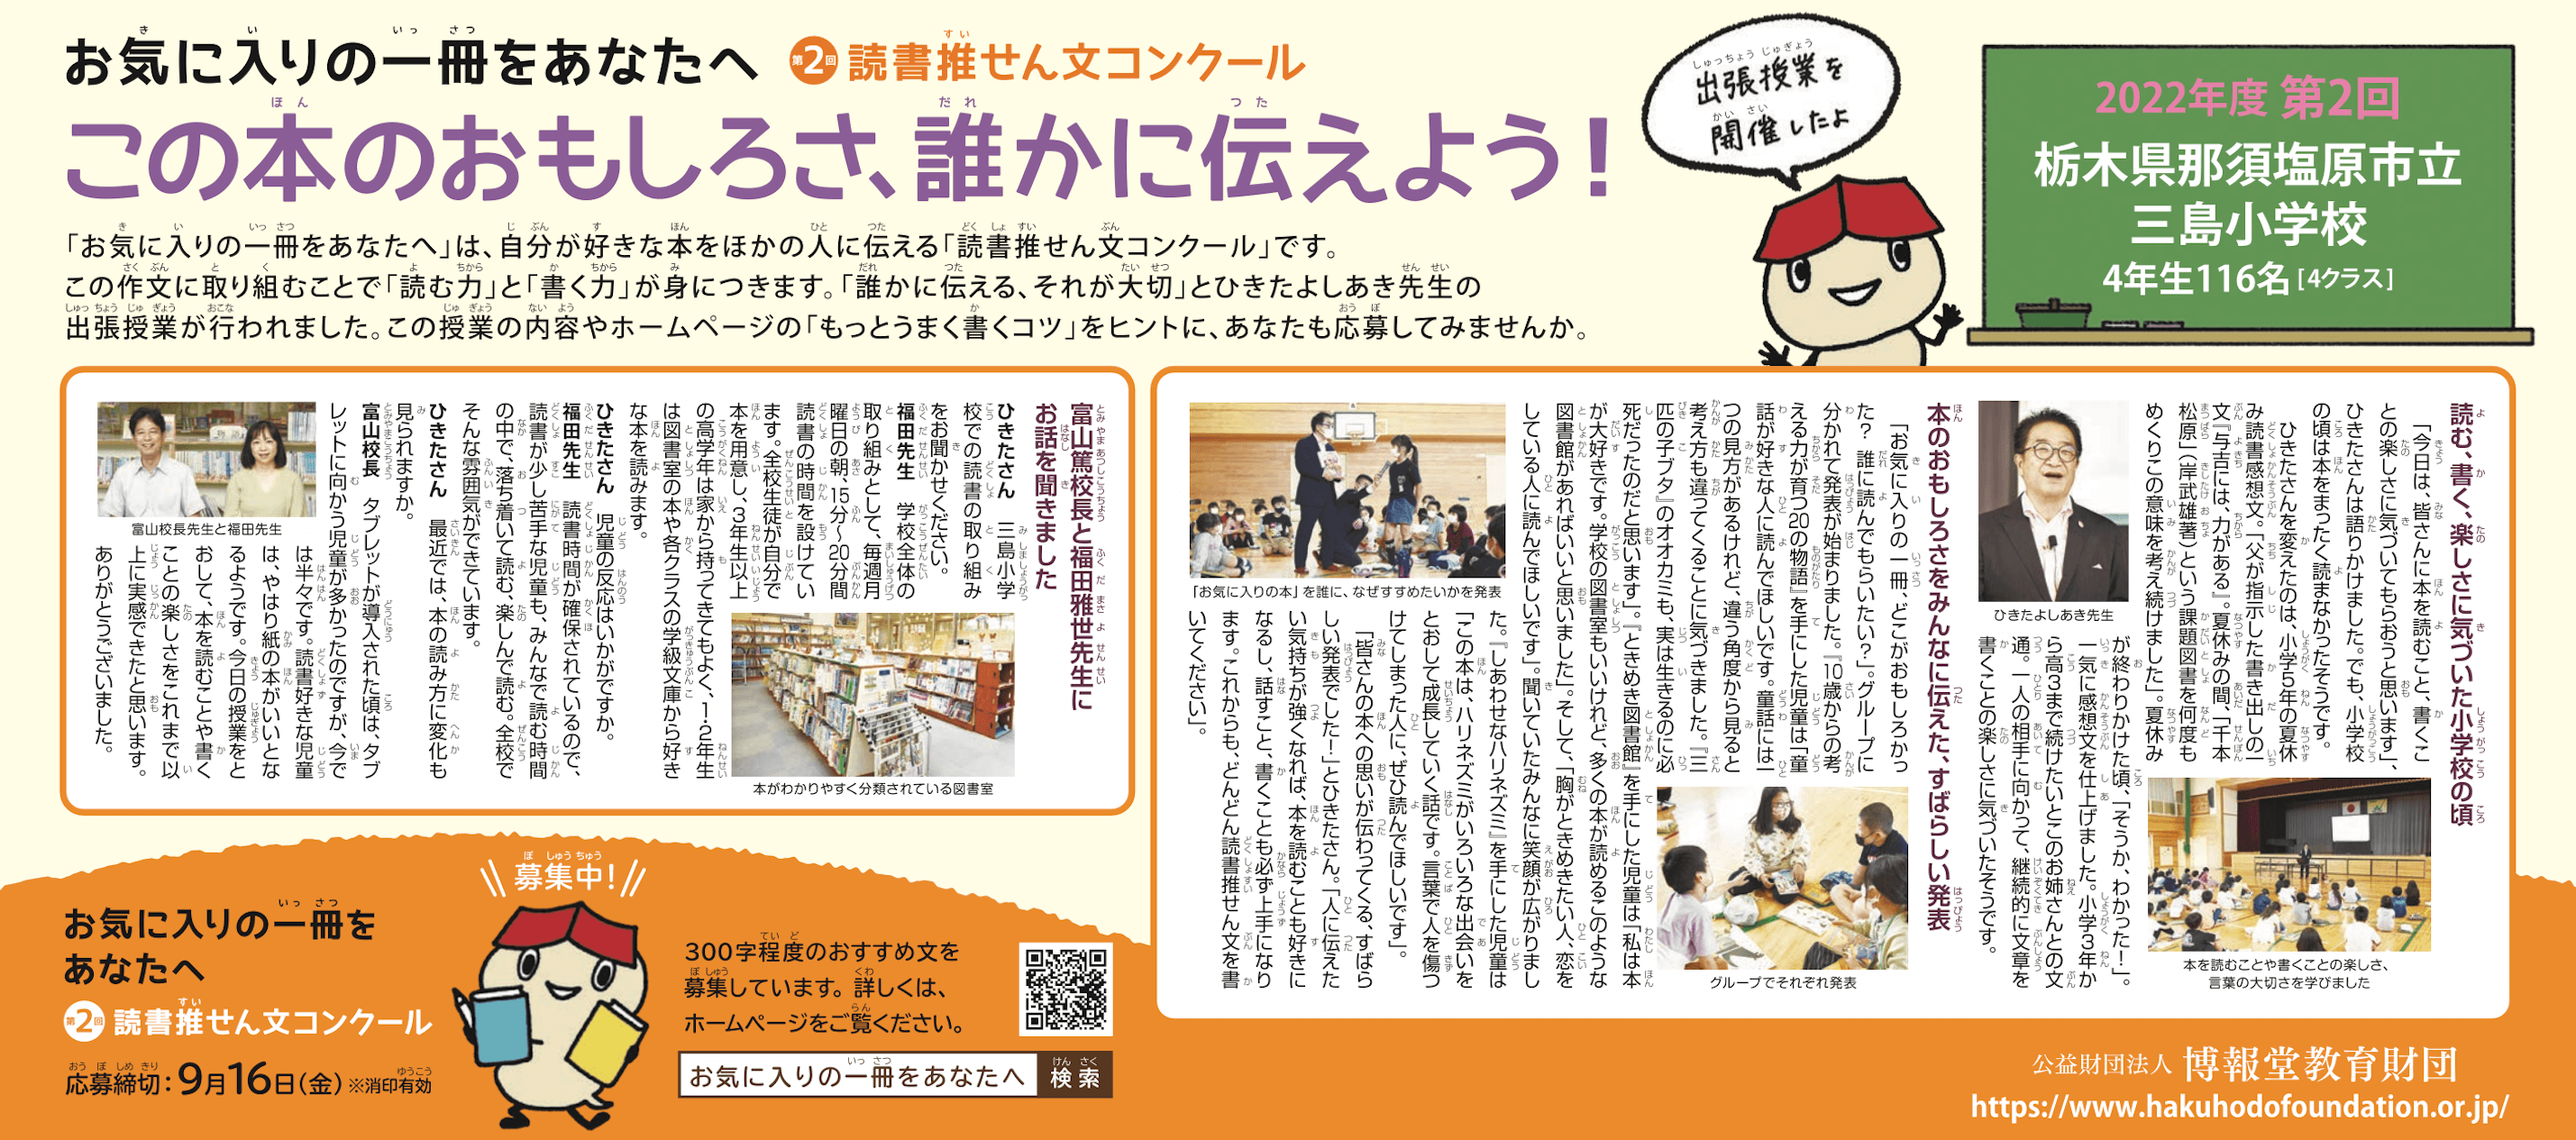 お気に入りの一冊をあなたへ 第2回 読書推せん文コンクール
この本のおもしろさ、誰かに伝えよう！
「お気に入りの一冊をあなたへ」は、自分が好きな本をほかの人に伝える「読書推せん文コンクール」です。
この作文に取り組むことで「読む力」と「書く力」が身につきます。「誰かに伝える、それが大切」とひきたよしあき先生の
出張授業が行われました。この授業の内容やホームページの「もっとうまく書くコツ」をヒントに、あなたも応募してみませんか。
出張授業を
開催したよ
2022年度 第2回
栃木県那須塩原市立
三島小学校
4年生116名［4クラス］
読む、書く、楽しさに気づいた小学校の頃
「今日は、皆さんに本を読むこと、書くこ
との楽しさに気づいてもらおうと思います」、
ひきたさんは語りかけました。でも、小学校
の頃は本をまったく読まなかったそうです。
ひきたさんを変えたのは、小学5年の夏休
み読書感想文。「父が指示した書き出しの一
文『与吉には、力がある』。夏休みの間、『千本
松原』（岸武雄著）という課題図書を何度も
めくりこの意味を考え続けました」。夏休み
が終わりかけた頃、「そうか、わかった！」。
一気に感想文を仕上げました。小学3年か
ら高3まで続けたいとこのお姉さんとの文
通。一人の相手に向かって、継続的に文章を
書くことの楽しさに気づいたそうです。
ひきたよしあき先生
本を読むことや書くことの楽しさ、
言葉の大切さを学びました
本のおもしろさをみんなに伝えた、すばらしい発表
「お気に入りの一冊、どこがおもしろかっ
た？ 誰に読んでもらいたい？」。グループに
分かれて発表が始まりました。『10歳からの考
える力が育つ20の物語』を手にした児童は「童
話が好きな人に読んでほしいです。童話には一
つの見方があるけれど、違う角度から見ると
考え方も違ってくることに気づきました。『三
匹の子ブタ』のオオカミも、実は生きるのに必
死だったのだと思います」。『ときめき図書館』を手にした児童は「私は本
が大好きです。学校の図書室もいいけれど、多くの本が読めるこのような
図書館があればいいと思いました」。そして、「胸がときめきたい人、恋を
している人に読んでほしいです」。聞いていたみんなに笑顔が広がりまし
た。『しあわせなハリネズミ』を手にした児童は
「この本は、ハリネズミがいろいろな出会いを
とおして成長していく話です。言葉で人を傷つ
けてしまった人に、ぜひ読んでほしいです」。
「皆さんの本への思いが伝わってくる、すばら
しい発表でした！」とひきたさん。「人に伝えた
い気持ちが強くなれば、本を読むことも好きに
なるし、話すこと、書くことも必ず上手になり
ます。これからも、どんどん読書推せん文を書
いてください」。
グループでそれぞれ発表
「お気に入りの本」を誰に、なぜすすめたいかを発表
富山篤校長と福田雅世先生に
お話を聞きました
ひきたさん 三島小学
校での読書の取り組み
をお聞かせください。
福田先生 学校全体の
取り組みとして、毎週月
曜日の朝、15分～20分間
読書の時間を設けてい
ます。全校生徒が自分で
本を用意し、3年生以上
の高学年は家から持ってきてもよく、1・2年生
は図書室の本や各クラスの学級文庫から好き
な本を読みます。
ひきたさん 児童の反応はいかがですか。
福田先生 読書時間が確保されているので、
読書が少し苦手な児童も、みんなで読む時間
の中で、落ち着いて読む、楽しんで読む。全校で
そんな雰囲気ができています。
ひきたさん 最近では、本の読み方に変化も
見られますか。
富山校長 タブレットが導入された頃は、タブ
レットに向かう児童が多かったのですが、今で
は半々です。読書好きな児童
は、やはり紙の本がいいとな
るようです。今日の授業をと
おして、本を読むことや書く
ことの楽しさをこれまで以
上に実感できたと思います。
ありがとうございました。
富山校長先生と福田先生
本がわかりやすく分類されている図書室
募集中！
お気に入りの一冊を
あなたへ
第2回 読書推せん文コンクール
応募締切：9月16日（金）※消印有効
300字程度のおすすめ文を
募集しています。詳しくは、
ホームページをご覧ください。
お気に入りの一冊をあなたへ 検索
公益財団法人 博報堂教育財団
https://www.hakuhodofoundation.or.jp/